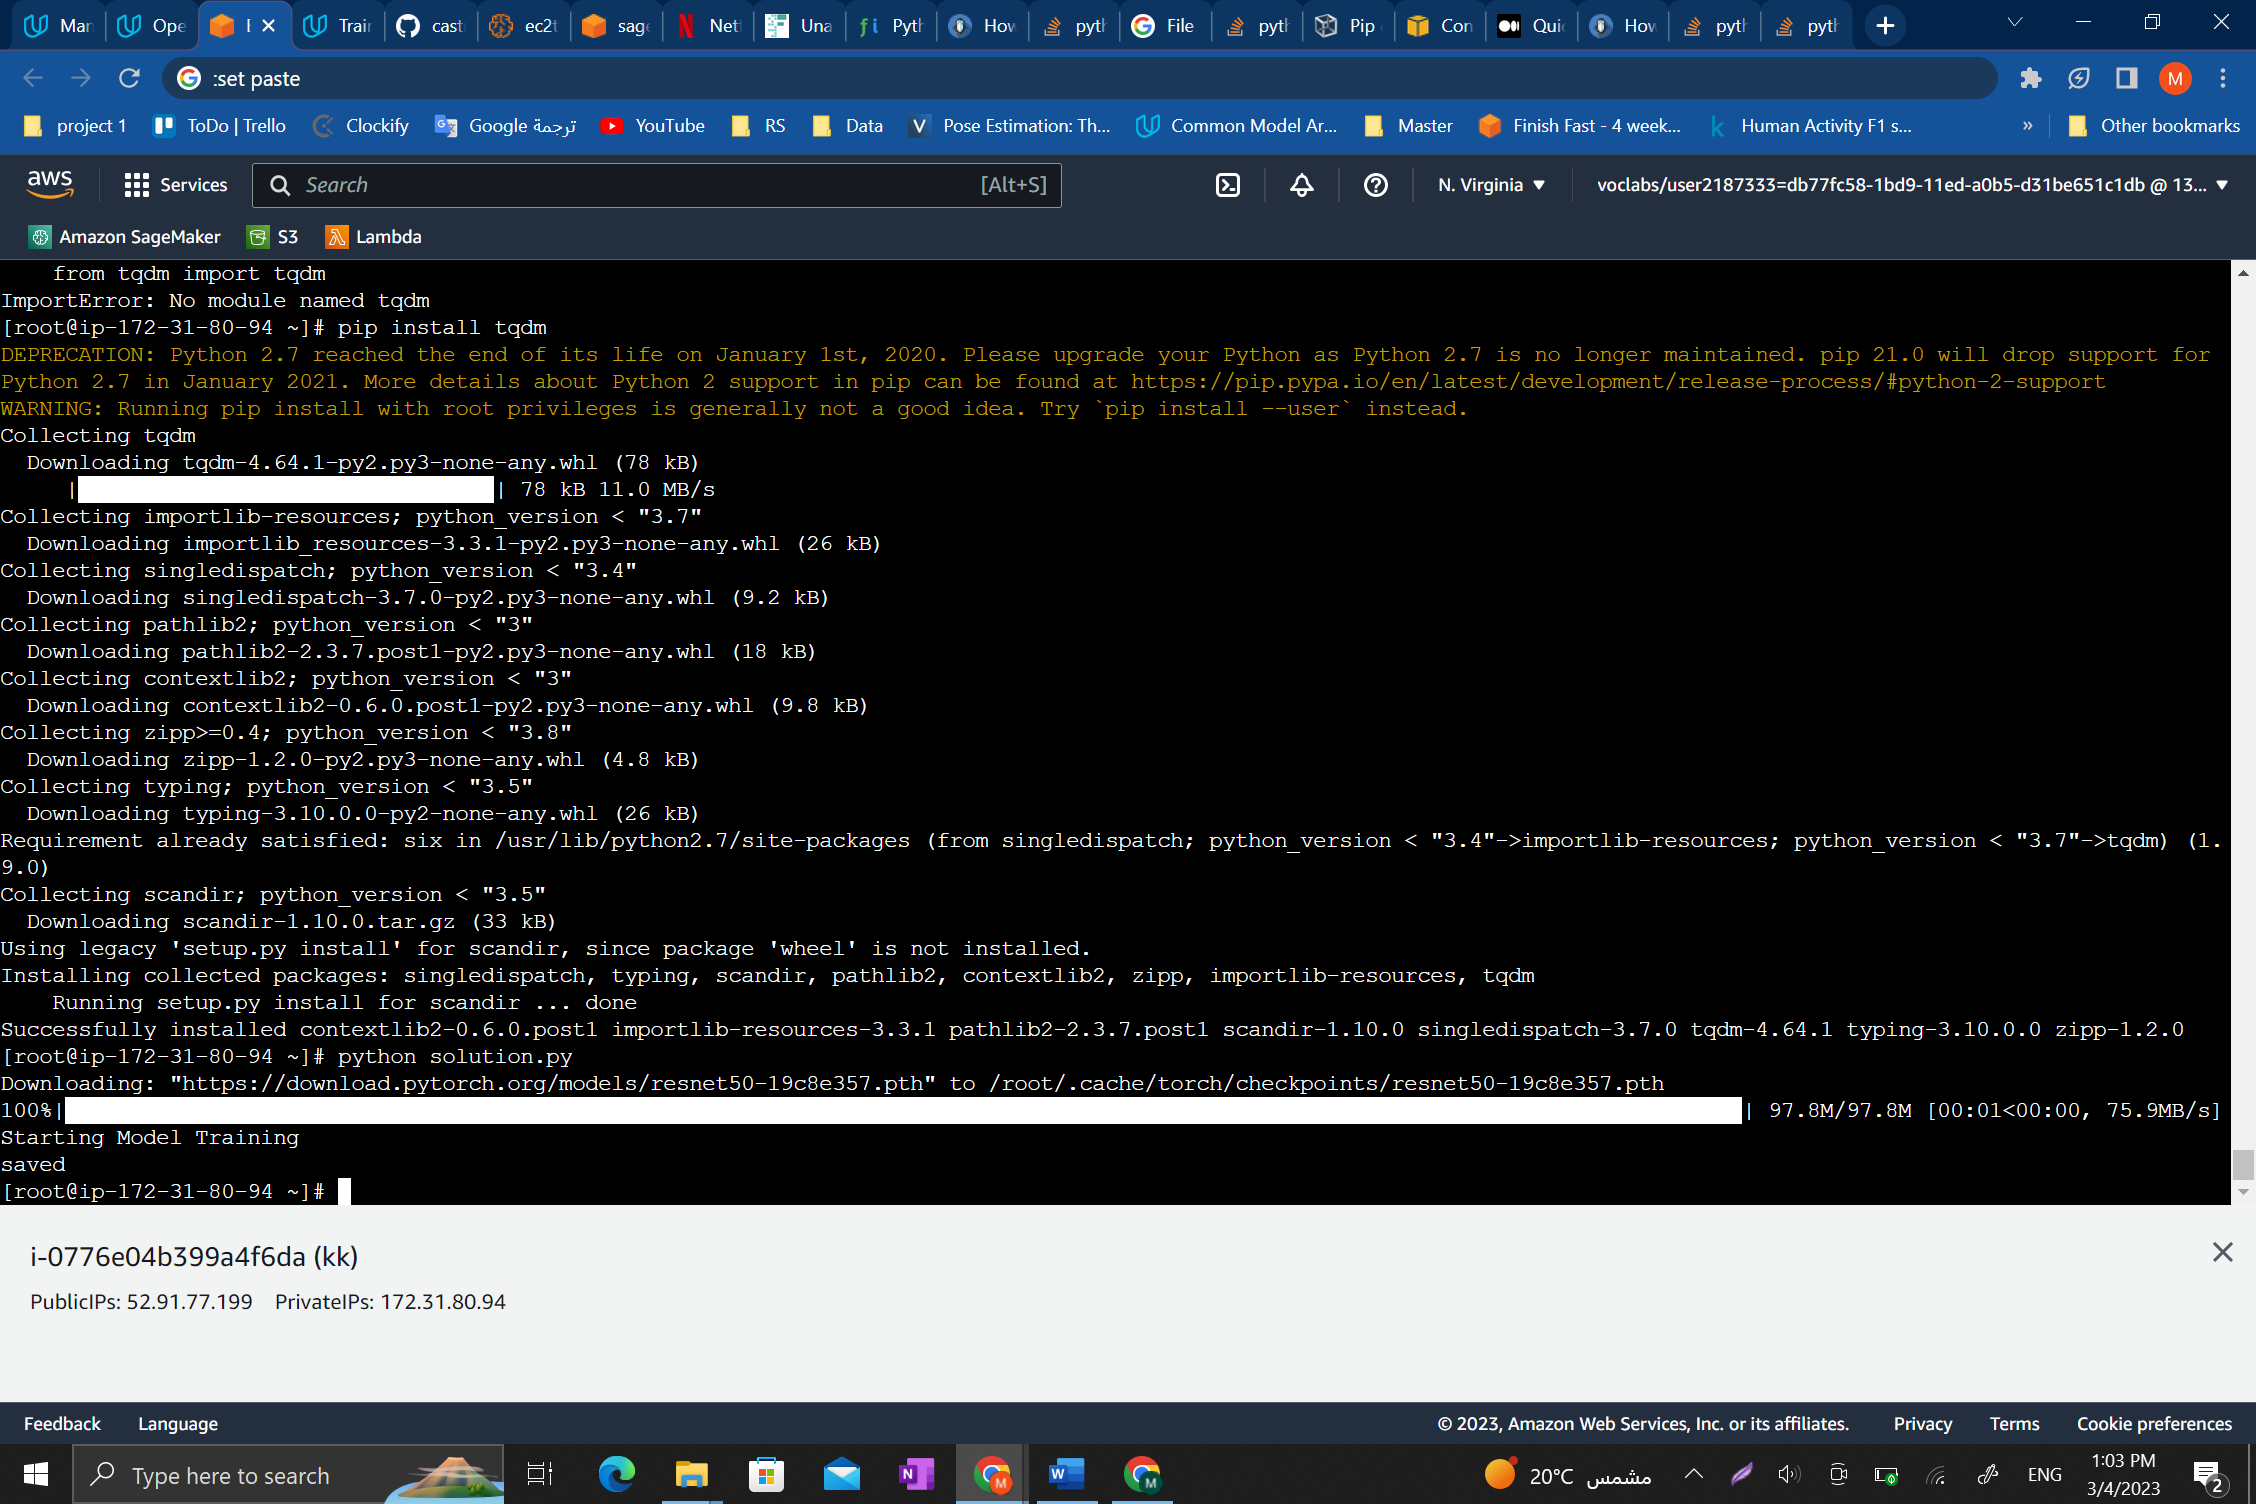 Mar
Ope
E
Trair
cast
ec2t
sage
Netf
Una
Pyth
How
pyth
File
pyth
Pip
Con
Quic
How
pyth
pyth
:set paste
M
project 1
ToDo | Trello
Clockify
ترجمة Google
YouTube
RS
Data
Pose Estimation: Th...
Common Model Ar...
Master
Finish Fast - 4 week...
Human Activity F1 s...
»
Other bookmarks
aws
Services
Search
[Alt+S]
N. Virginia
voclabs/user2187333=db77fc58-1bd9-11ed-a0b5-d31be651c1db @ 13...
Amazon SageMaker
S3
Lambda
from tqdm import tqdm
ImportError: No module named tqdm
[root@ip-172-31-80-94 ~]# pip install tqdm
DEPRECATION: Python 2.7 reached the end of its life on January 1st, 2020. Please upgrade your Python as Python 2.7 is no longer maintained. pip 21.0 will drop support for
Python 2.7 in January 2021. More details about Python 2 support in pip can be found at https://pip.pypa.io/en/latest/development/release-process/#python-2-support
WARNING: Running pip install with root privileges is generally not a good idea. Try `pip install --user` instead.
Collecting tqdm
Downloading tqdm-4.64.1-py2.py3-none-any.whl (78 kB)
| | 78 kB 11.0 MB/s
Collecting importlib-resources; python_version < "3.7"
Downloading importlib_resources-3.3.1-py2.py3-none-any.whl (26 kB)
Collecting singledispatch; python_version < "3.4"
Downloading singledispatch-3.7.0-py2.py3-none-any.whl (9.2 kB)
Collecting pathlib2; python_version < "3"
Downloading pathlib2-2.3.7.post1-py2.py3-none-any.whl (18 kB)
Collecting contextlib2; python_version < "3"
Downloading contextlib2-0.6.0.post1-py2.py3-none-any.whl (9.8 kB)
Collecting zipp>=0.4; python_version < "3.8"
Downloading zipp-1.2.0-py2.py3-none-any.whl (4.8 kB)
Collecting typing; python_version < "3.5"
Downloading typing-3.10.0.0-py2-none-any.whl (26 kB)
Requirement already satisfied: six in /usr/lib/python2.7/site-packages (from singledispatch; python_version < "3.4"->importlib-resources; python_version < "3.7"->tqdm) (1.
9.0)
Collecting scandir; python_version < "3.5"
Downloading scandir-1.10.0.tar.gz (33 kB)
Using legacy 'setup.py install' for scandir, since package 'wheel' is not installed.
Installing collected packages: singledispatch, typing, scandir, pathlib2, contextlib2, zipp, importlib-resources, tqdm
Running setup.py install for scandir ... done
Successfully installed contextlib2-0.6.0.post1 importlib-resources-3.3.1 pathlib2-2.3.7.post1 scandir-1.10.0 singledispatch-3.7.0 tqdm-4.64.1 typing-3.10.0.0 zipp-1.2.0
[root@ip-172-31-80-94 ~]# python solution.py
Downloading: "https://download.pytorch.org/models/resnet50-19c8e357.pth" to /root/.cache/torch/checkpoints/resnet50-19c8e357.pth
100%| | 97.8M/97.8M [00:01<00:00, 75.9MB/s]
Starting Model Training
saved
[root@ip-172-31-80-94 ~]#
i-0776e04b399a4f6da (kk)
PublicIPs: 52.91.77.199 PrivateIPs: 172.31.80.94
Feedback
Language
© 2023, Amazon Web Services, Inc. or its affiliates.
Privacy
Terms
Cookie preferences
Type here to search
20°C مشمس
ENG
1:03 PM
3/4/2023
2